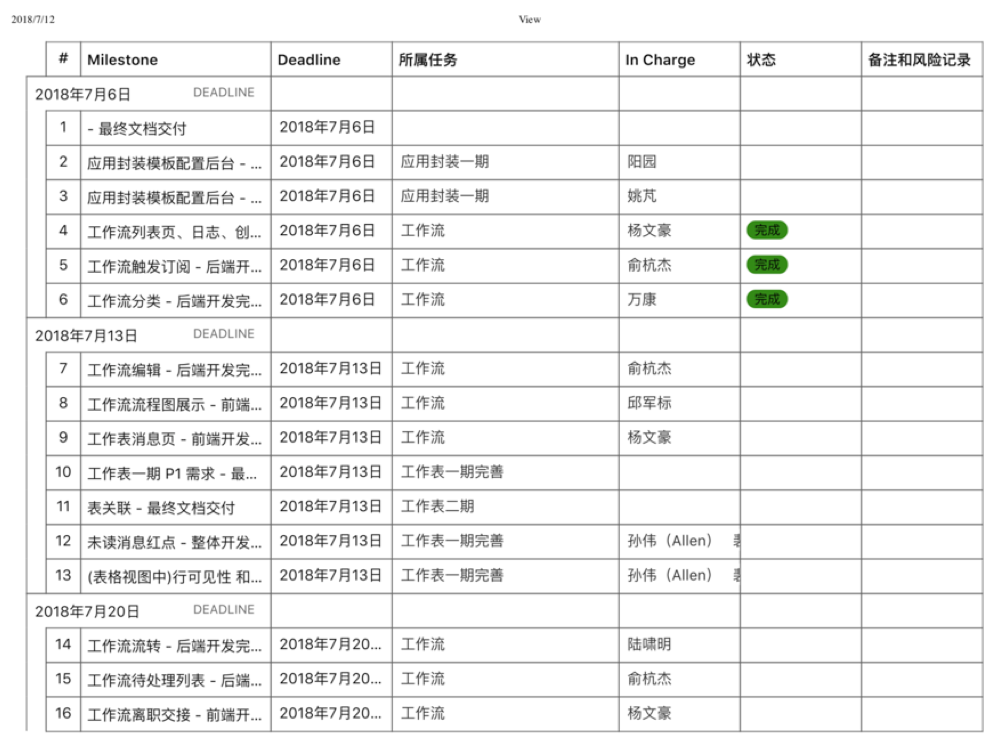 2018/7/12 View
# Milestone Deadline 所属任务 In Charge 状态 备注和风险记录
2018年7月6日 DEADLINE
1 - 最终文档交付 2018年7月6日
2 应用封装模板配置后台 - ... 2018年7月6日 应用封装一期 阳园
3 应用封装模板配置后台 - ... 2018年7月6日 应用封装一期 姚芃
4 工作流列表页、日志、创... 2018年7月6日 工作流 杨文豪 完成
5 工作流触发订阅 - 后端开... 2018年7月6日 工作流 俞杭杰 完成
6 工作流分类 - 后端开发完... 2018年7月6日 工作流 万康 完成
2018年7月13日 DEADLINE
7 工作流编辑 - 后端开发完... 2018年7月13日 工作流 俞杭杰
8 工作流流程图展示 - 前端... 2018年7月13日 工作流 邱军标
9 工作表消息页 - 前端开发... 2018年7月13日 工作流 杨文豪
10 工作表一期 P1 需求 - 最... 2018年7月13日 工作表一期完善
11 表关联 - 最终文档交付 2018年7月13日 工作表二期
12 未读消息红点 - 整体开发... 2018年7月13日 工作表一期完善 孙伟（Allen）
13 (表格视图中)行可见性 和... 2018年7月13日 工作表一期完善 孙伟（Allen）
2018年7月20日 DEADLINE
14 工作流流转 - 后端开发完... 2018年7月20... 工作流 陆啸明
15 工作流待处理列表 - 后端... 2018年7月20... 工作流 俞杭杰
16 工作流离职交接 - 前端开... 2018年7月20... 工作流 杨文豪